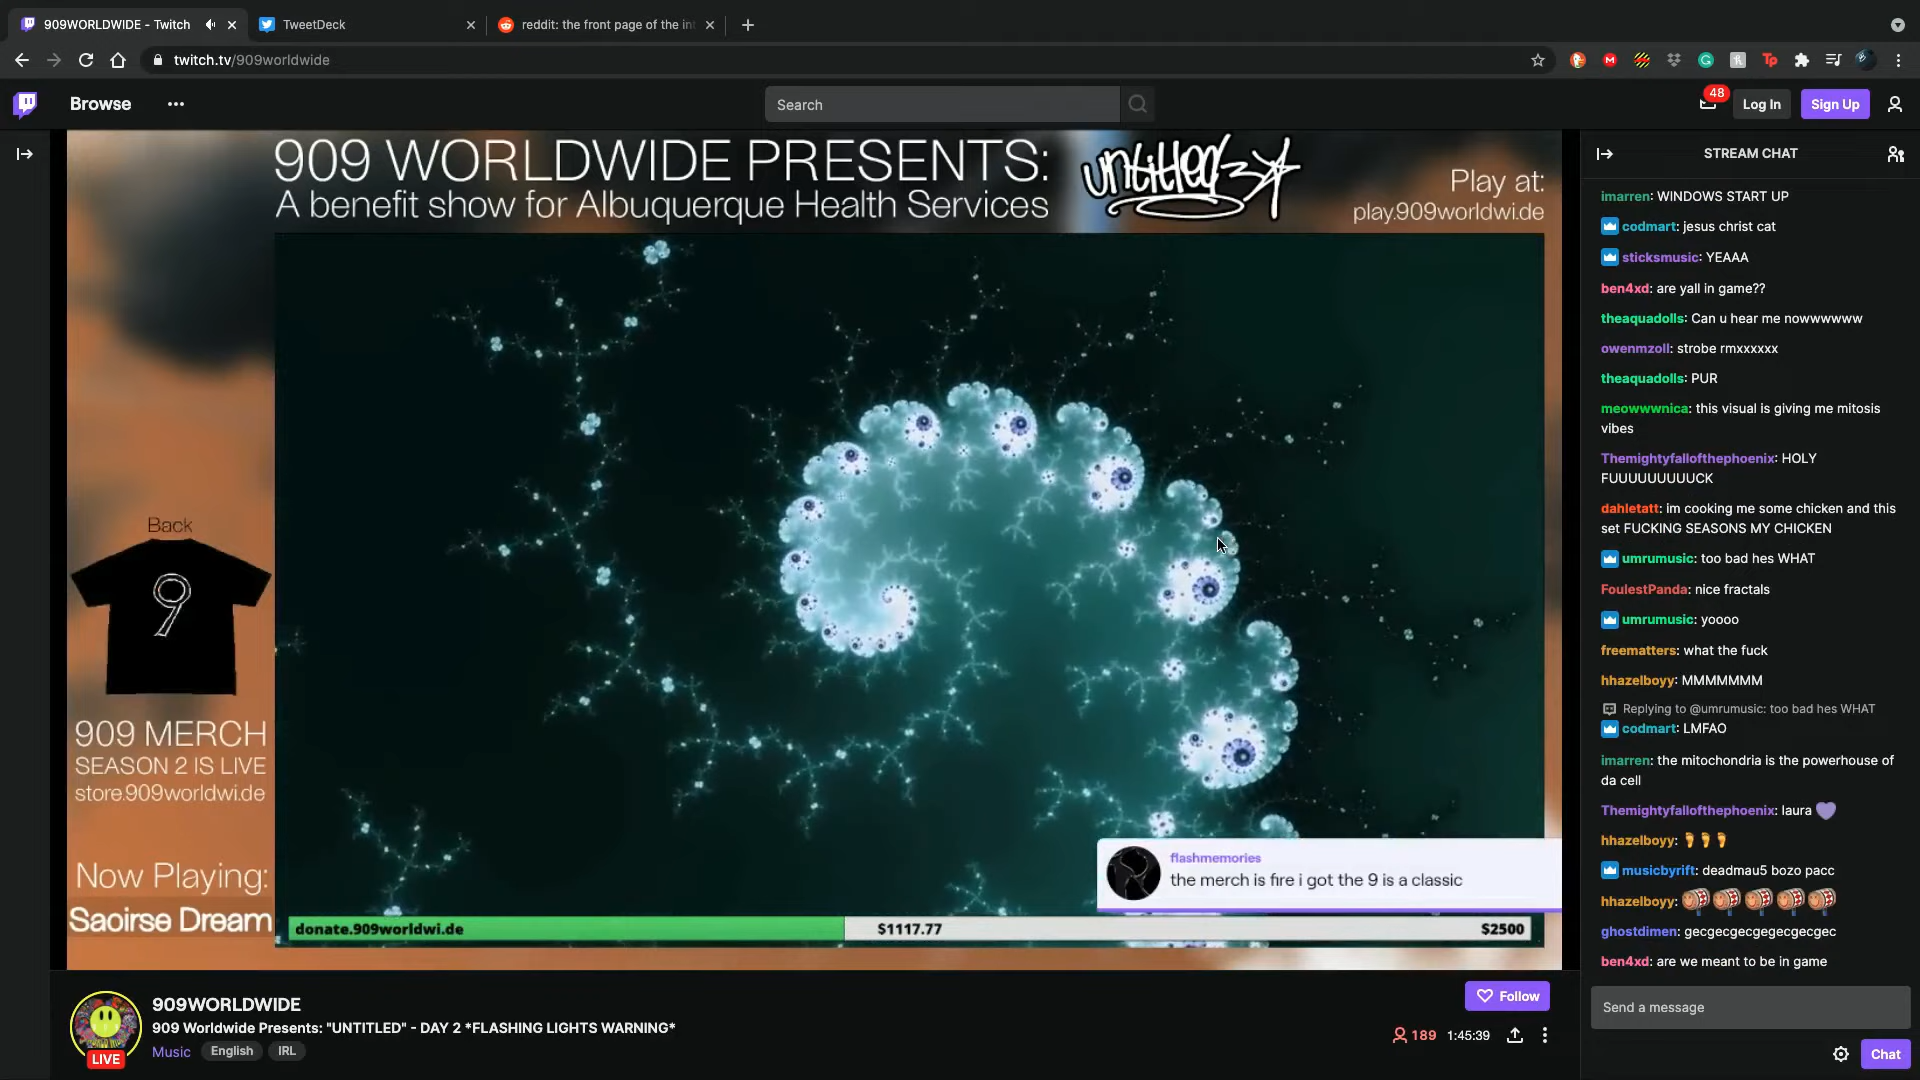 909WORLDWIDE - Twitch
TweetDeck
reddit: the front page of the int
twitch.tv/909worldwide
Browse
Search
48
Log In
Sign Up
909 WORLDWIDE PRESENTS:
A benefit show for Albuquerque Health Services
untitled
Play at:
play.909worldwi.de
Back
9
909 MERCH
SEASON 2 IS LIVE
store.909worldwi.de
Now Playing:
Saoirse Dream
flashmemories
the merch is fire i got the 9 is a classic
donate.909worldwi.de
$1117.77
$2500
LIVE
909WORLDWIDE
909 Worldwide Presents: "UNTITLED" - DAY 2 *FLASHING LIGHTS WARNING*
Music English IRL
Follow
189 1:45:39
STREAM CHAT
imarren: WINDOWS START UP
codmart: jesus christ cat
sticksmusic: YEAAA
ben4xd: are yall in game??
theaquadolls: Can u hear me nowwwwww
owenmzoll: strobe rmxxxxxx
theaquadolls: PUR
meowwwnica: this visual is giving me mitosis
vibes
Themightyfallofthephoenix: HOLY
FUUUUUUUUUCK
dahletatt: im cooking me some chicken and this
set FUCKING SEASONS MY CHICKEN
umrumusic: too bad hes WHAT
FoulestPanda: nice fractals
umrumusic: yoooo
freematters: what the fuck
hhazelboyy: MMMMMMM
Replying to @umrumusic: too bad hes WHAT
codmart: LMFAO
imarren: the mitochondria is the powerhouse of
da cell
Themightyfallofthephoenix: laura 💜
hhazelboyy: 🦶🦶🦶
musicbyrift: deadmau5 bozo pacc
hhazelboyy:
ghostdimen: gecgecgecgegecgecgec
ben4xd: are we meant to be in game
Send a message
Chat